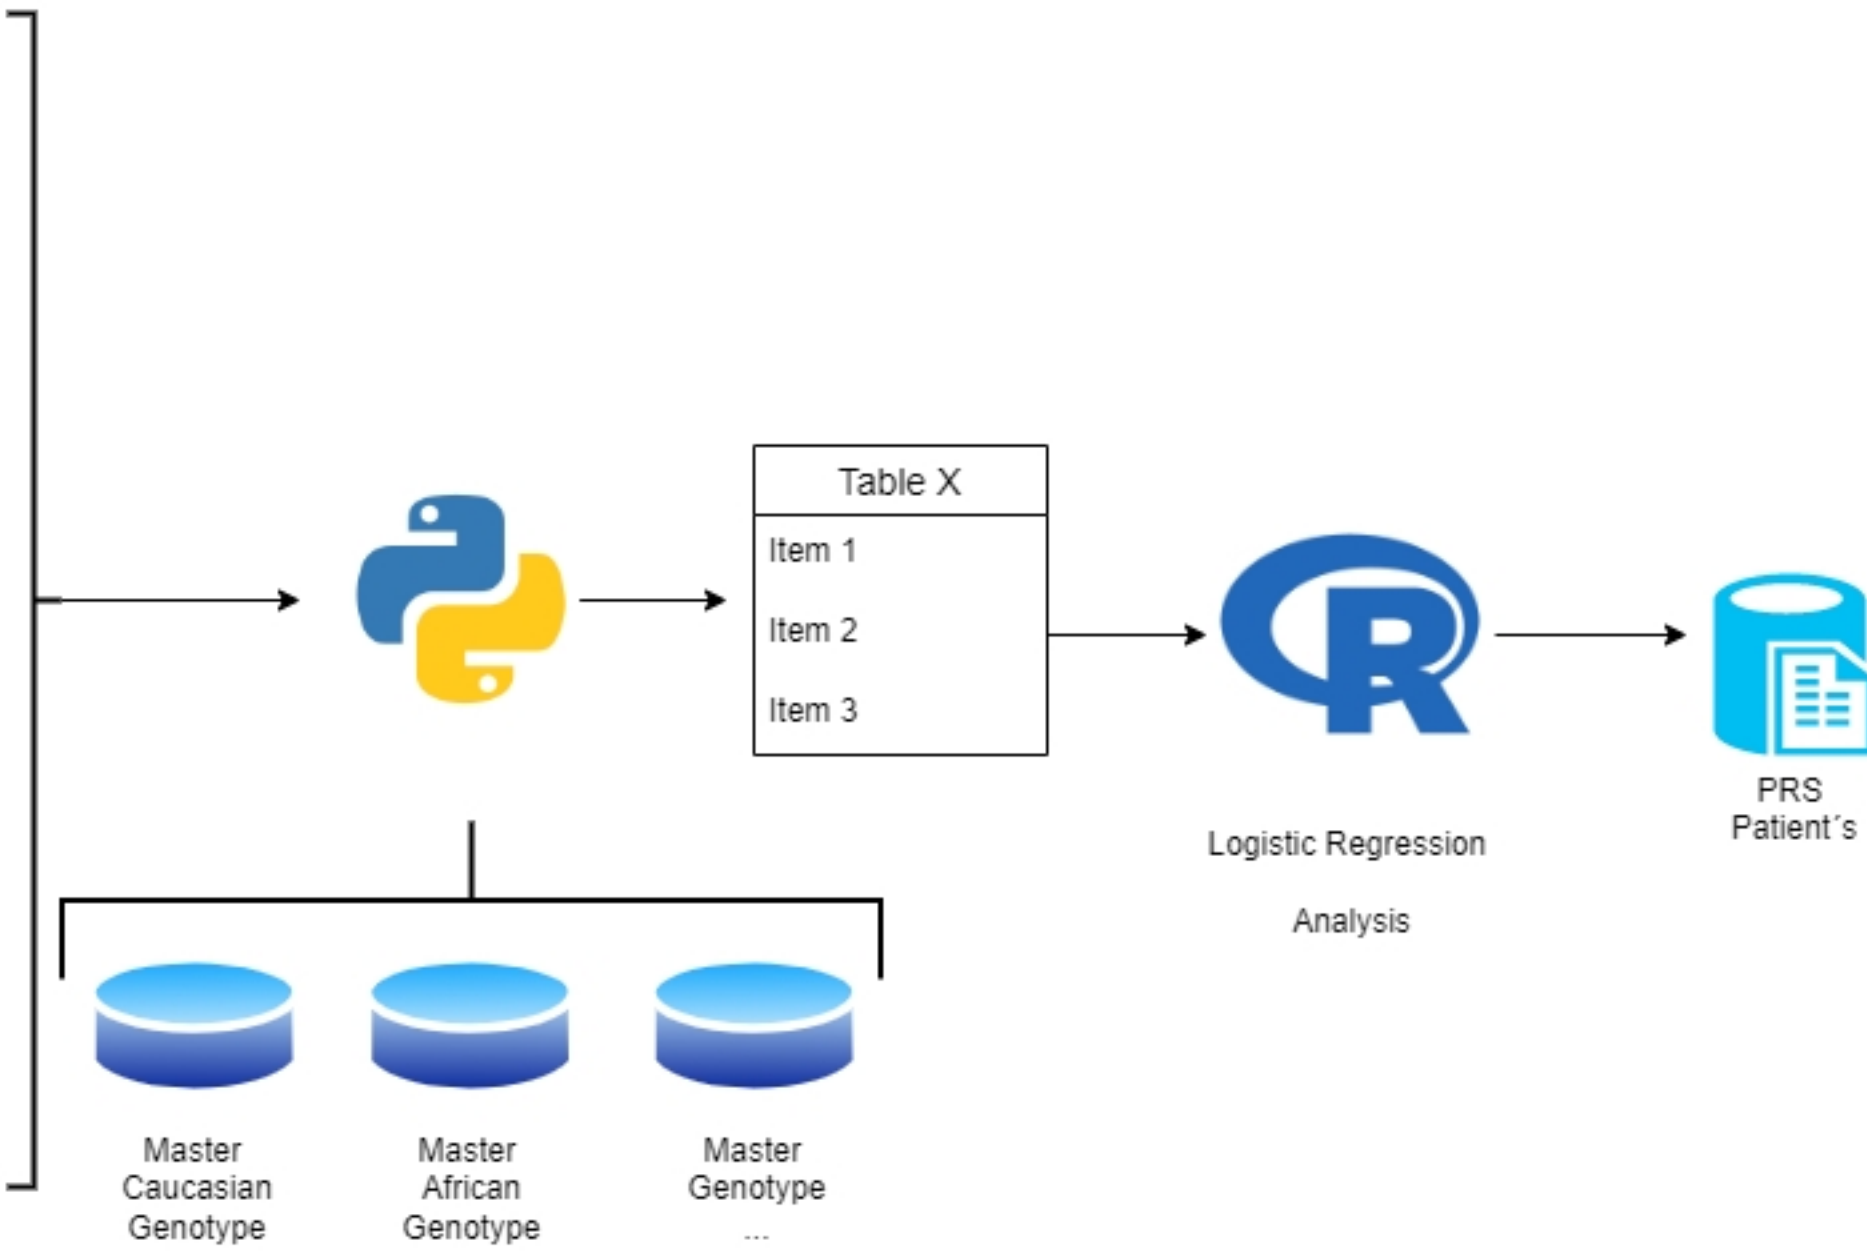 Table X
Item 1
Item 2
Item 3
R
Logistic Regression
Analysis
PRS
Patient´s
Master
Caucasian
Genotype
Master
African
Genotype
Master
Genotype
...